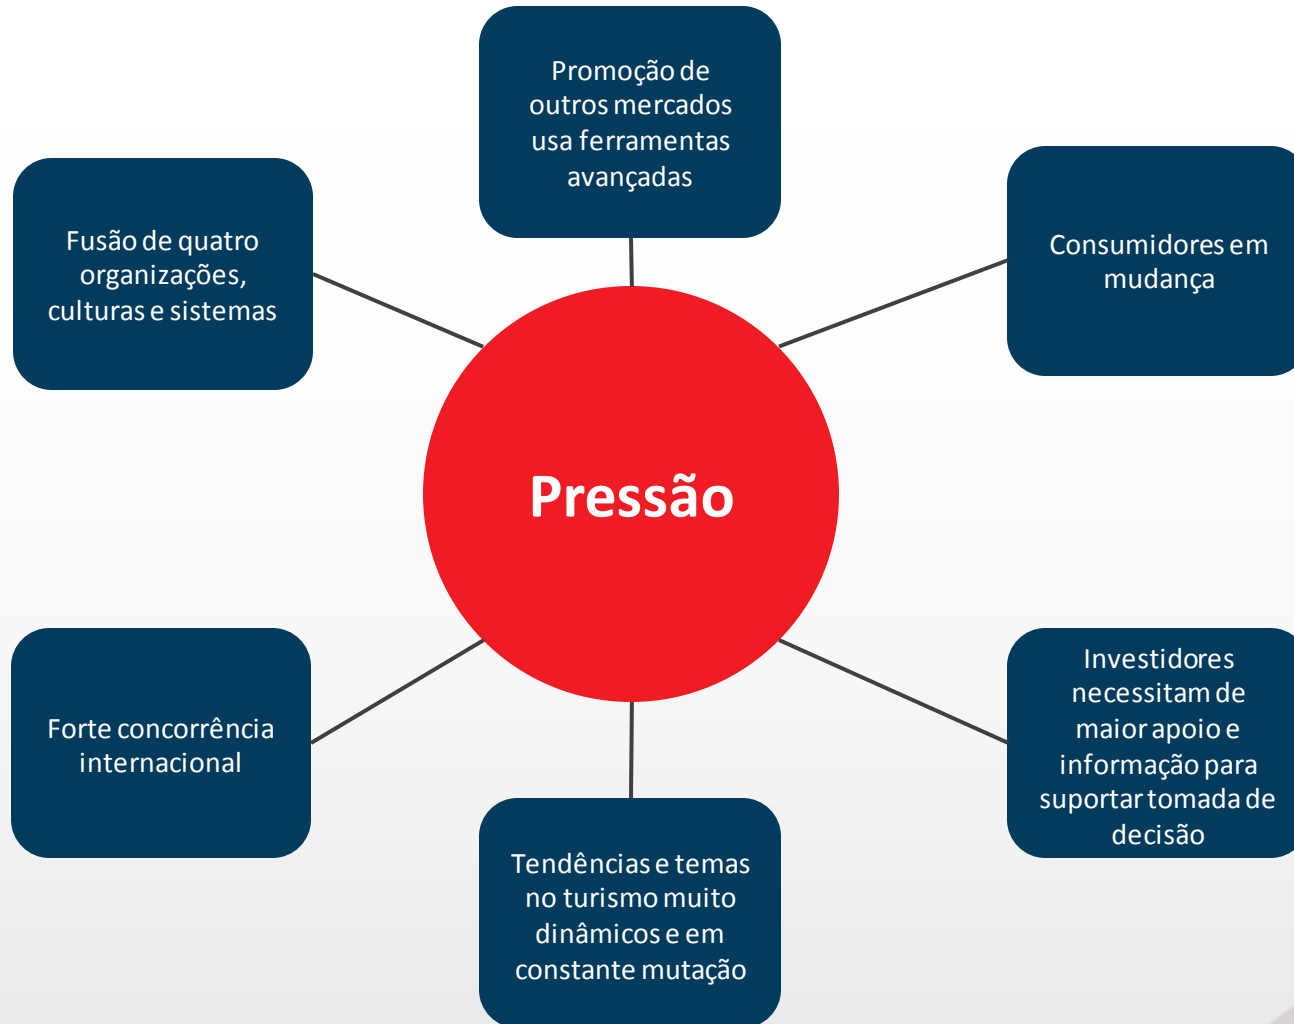 Promoção de
outros mercados
usa ferramentas
avançadas
Fusão de quatro
organizações,
culturas e sistemas
Consumidores em
mudança
Pressão
Forte concorrência
internacional
Investidores
necessitam de
maior apoio e
informação para
suportar tomada de
decisão
Tendências e temas
no turismo muito
dinâmicos e em
constante mutação